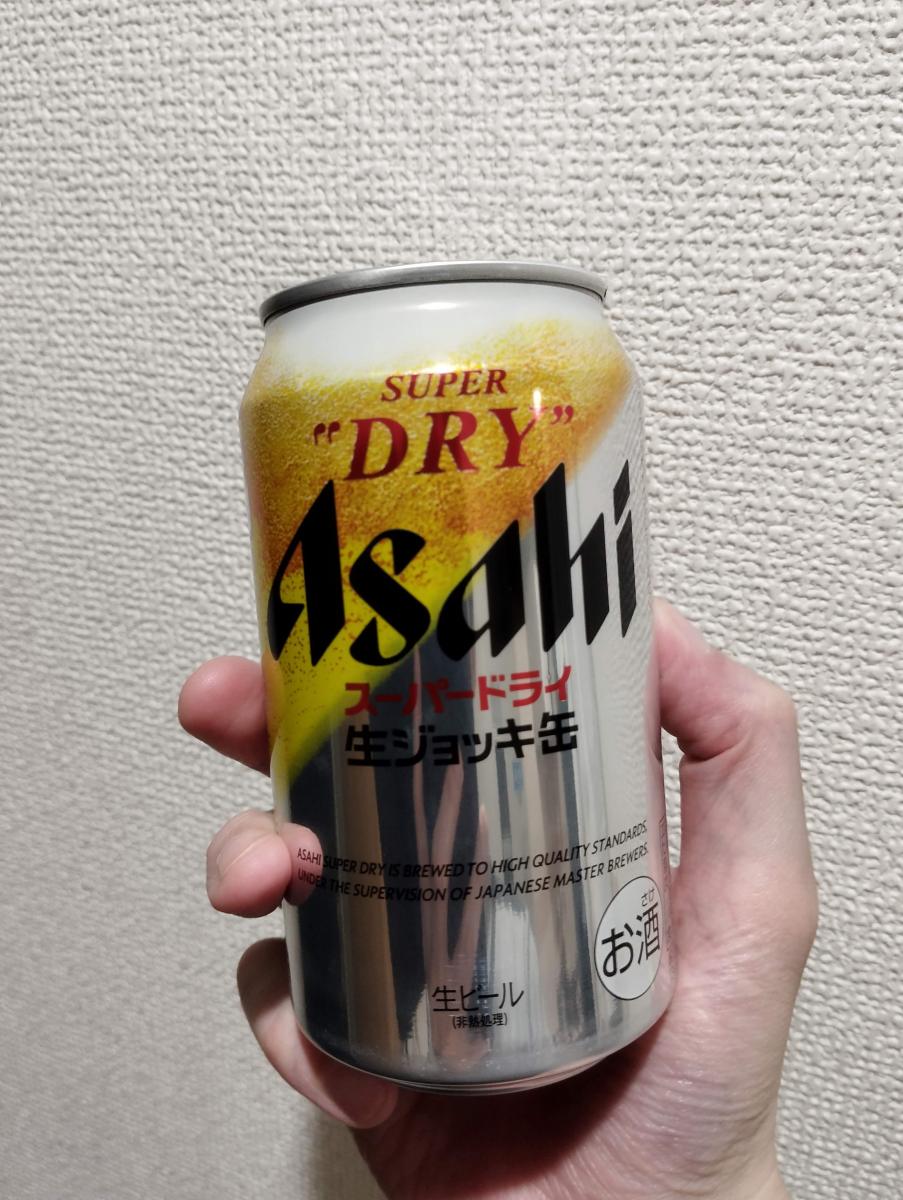 SUPER
"DRY"
Asahi
スーパードライ
生ジョッキ缶
ASAHI SUPER DRY IS BREWED TO HIGH QUALITY STANDARDS,
UNDER THE SUPERVISION OF JAPANESE MASTER BREWERS.
さけ
お酒
生ビール
(非熱処理)